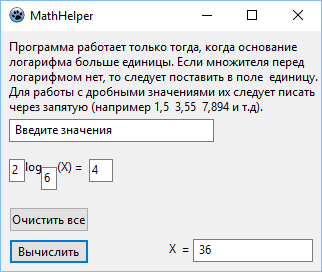 MathHelper
Программа работает только тогда, когда основание
логарифма больше единицы. Если множителя перед
логарифмом нет, то следует поставить в поле единицу.
Для работы с дробными значениями их следует писать
через запятую (например 1,5 3,55 7,894 и т.д).
Введите значения
2 log 6 (X) = 4
Очистить все
Вычислить X = 36